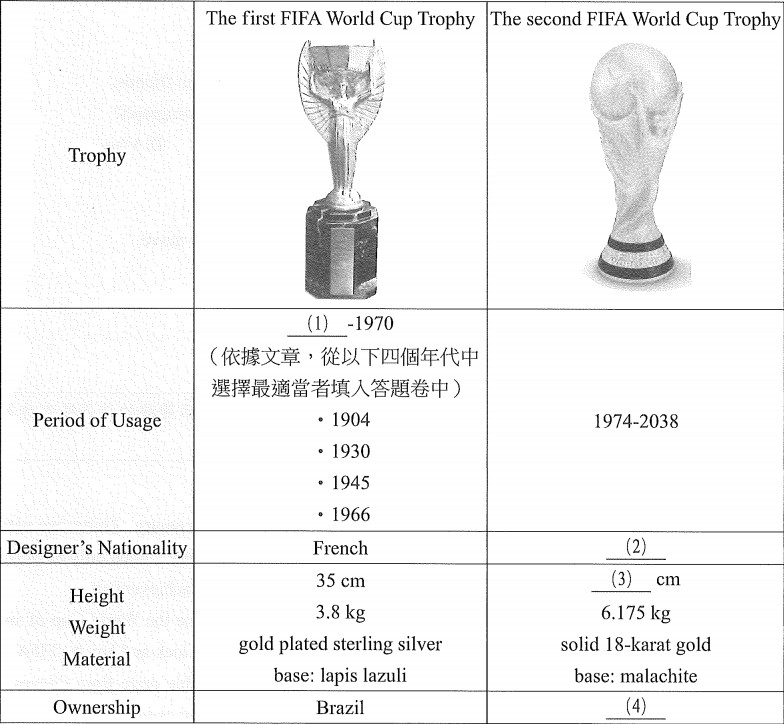 The first FIFA World Cup Trophy
The second FIFA World Cup Trophy
Trophy
Period of Usage
(1) -1970
（依據文章，從以下四個年代中
選擇最適當者填入答題卷中）
・1904
・1930
・1945
・1966
1974-2038
Designer's Nationality
French
(2)
Height
Weight
Material
35 cm
3.8 kg
gold plated sterling silver
base: lapis lazuli
(3) cm
6.175 kg
solid 18-karat gold
base: malachite
Ownership
Brazil
(4)